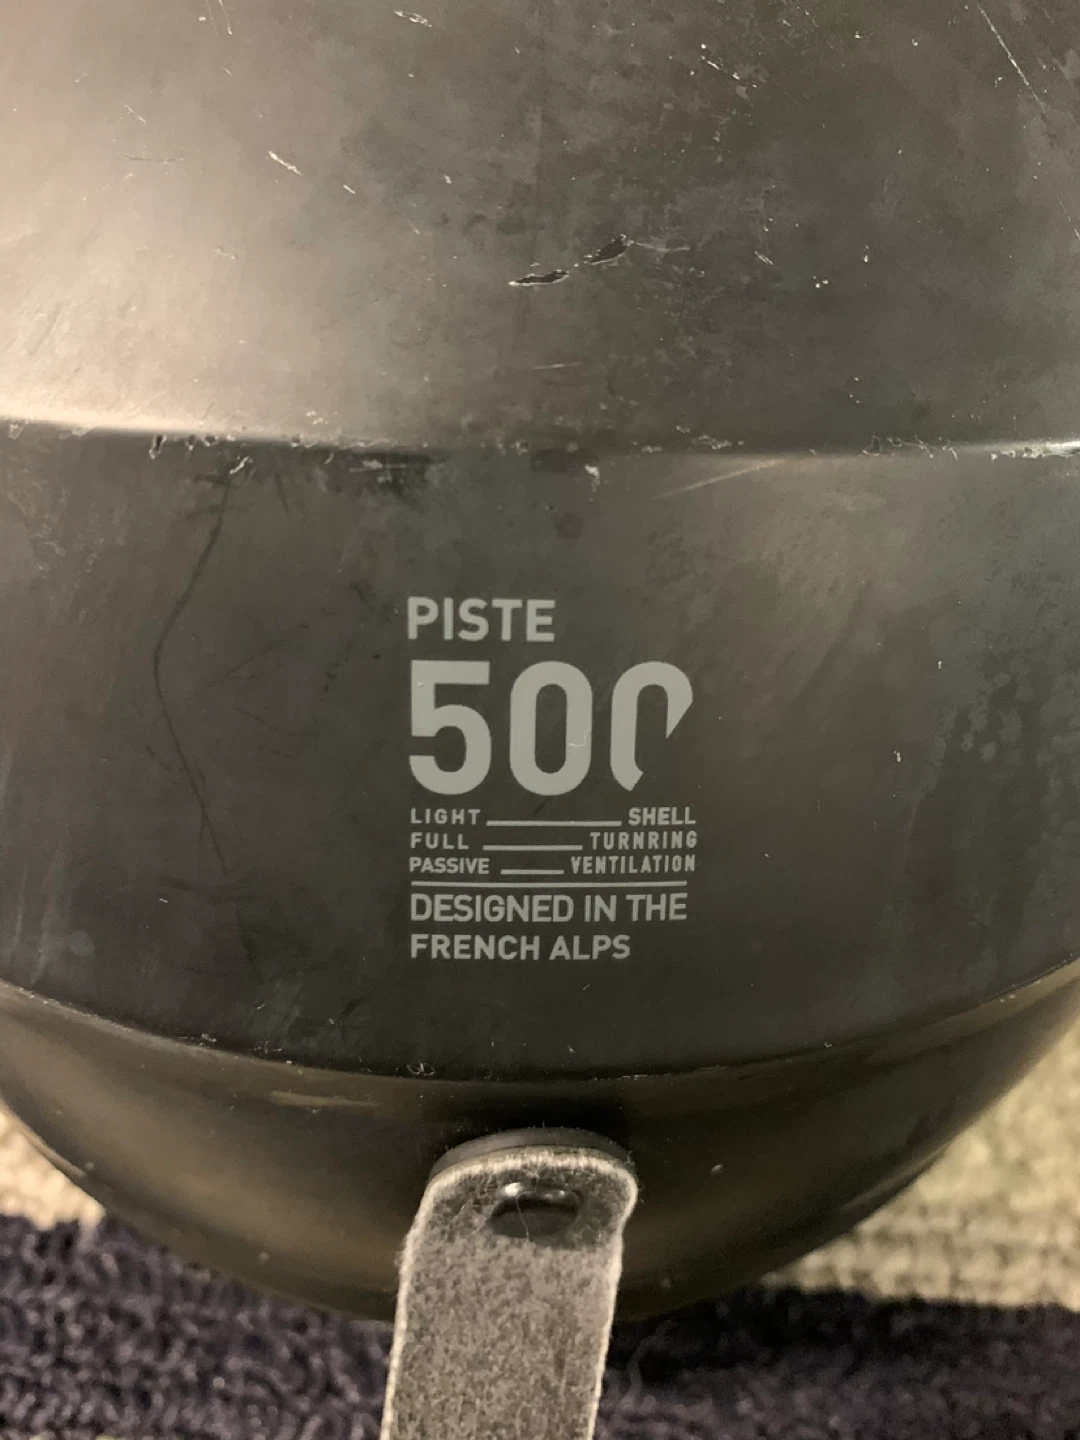 PISTE
500
LIGHT SHELL
FULL TURNRING
PASSIVE VENTILATION
DESIGNED IN THE
FRENCH ALPS